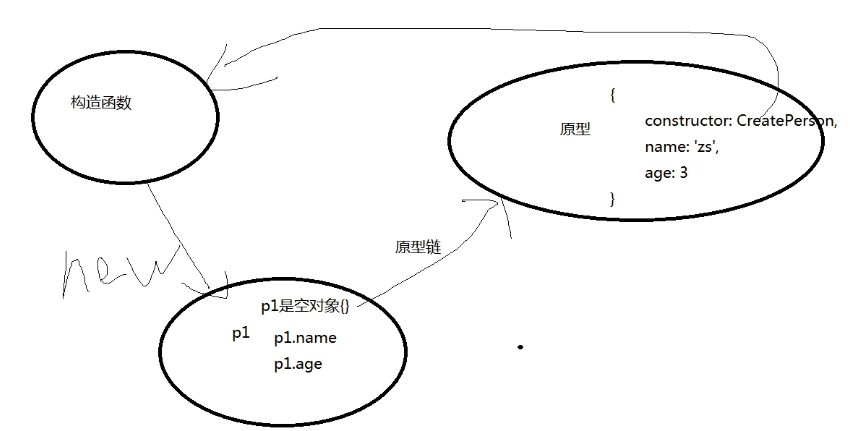 构造函数
{
原型
constructor: CreatePerson,
name: 'zs',
age: 3
}
new
原型链
p1是空对象{}
p1
p1.name
p1.age